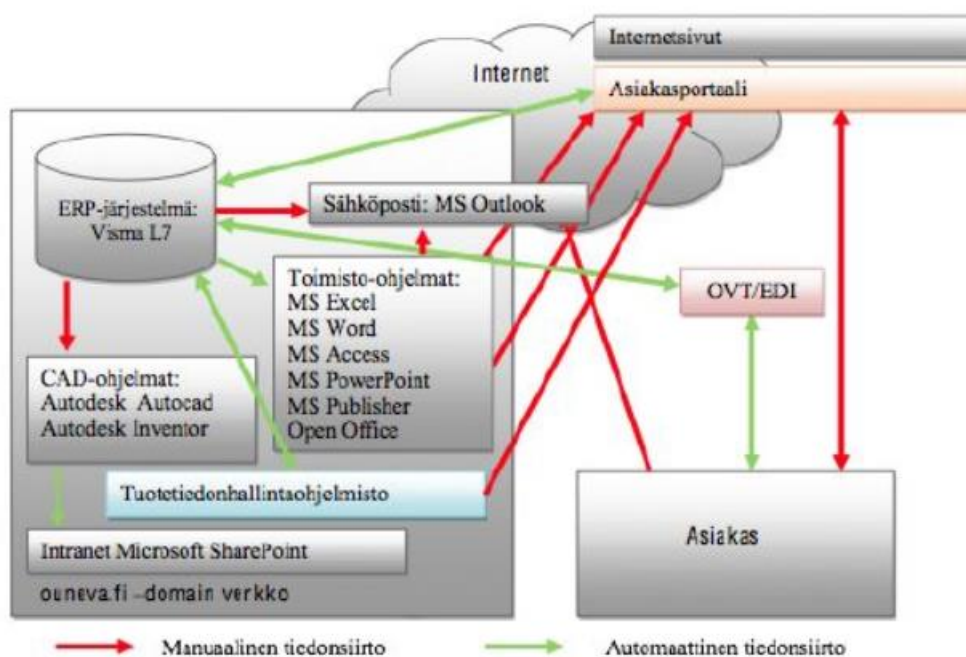 Internetsivut
Internet
Asiakasportaali
ERP-järjestelmä:
Visma L7
Sähköposti: MS Outlook
Toimisto-ohjelmat:
MS Excel
MS Word
MS Access
MS PowerPoint
MS Publisher
Open Office
OVT/EDI
CAD-ohjelmat:
Autodesk Autocad
Autodesk Inventor
Tuotetiedonhallintaohjelmisto
Asiakas
Intranet Microsoft SharePoint
ouneva.fi –domain verkko
Manuaalinen tiedonsiirto
Automaattinen tiedonsiirto